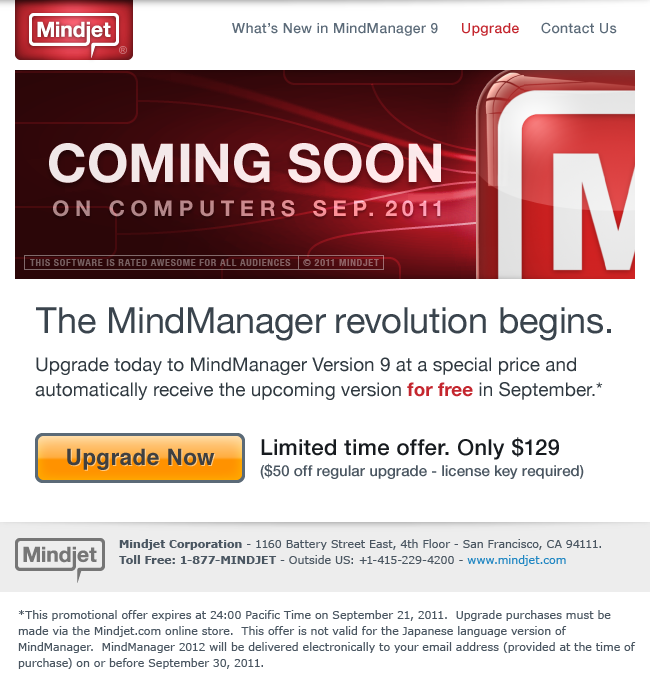 Mindjet®
What's New in MindManager 9 Upgrade Contact Us
COMING SOON
ON COMPUTERS SEP. 2011
THIS SOFTWARE IS RATED AWESOME FOR ALL AUDIENCES © 2011 MINDJET
M
The MindManager revolution begins.
Upgrade today to MindManager Version 9 at a special price and
automatically receive the upcoming version for free in September.*
Upgrade Now
Limited time offer. Only $129
($50 off regular upgrade - license key required)
Mindjet
Mindjet Corporation - 1160 Battery Street East, 4th Floor - San Francisco, CA 94111.
Toll Free: 1-877-MINDJET - Outside US: +1-415-229-4200 - www.mindjet.com
*This promotional offer expires at 24:00 Pacific Time on September 21, 2011.  Upgrade purchases must be
made via the Mindjet.com online store.  This offer is not valid for the Japanese language version of
MindManager.  MindManager 2012 will be delivered electronically to your email address (provided at the time of
purchase) on or before September 30, 2011.